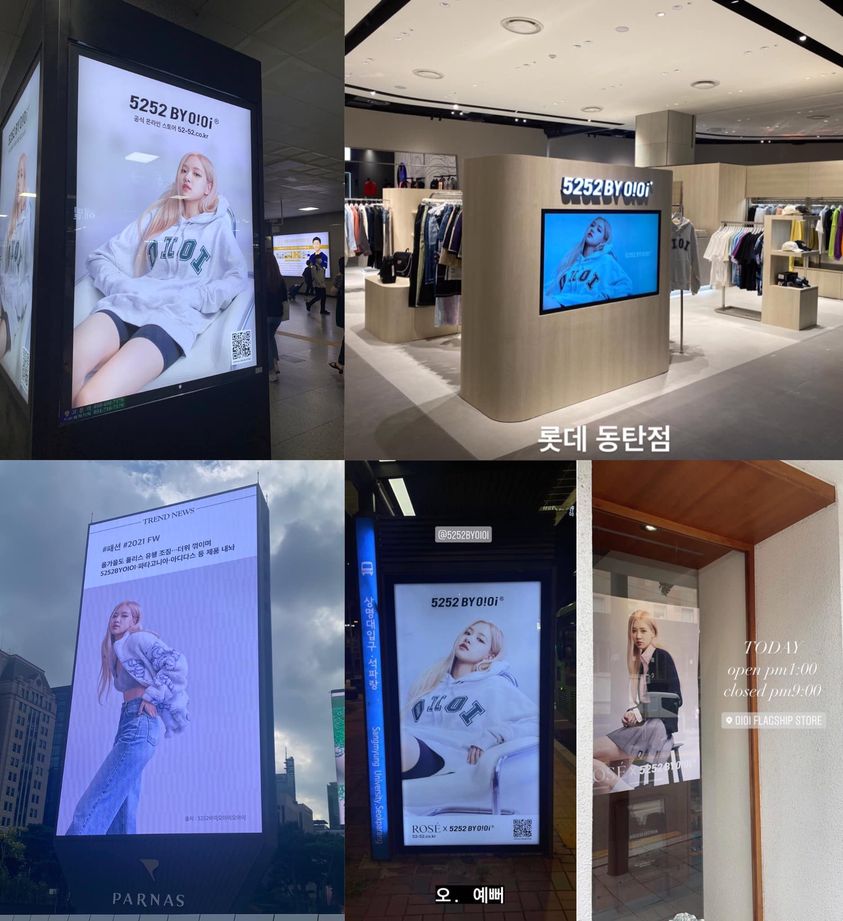 5252 BY O!Oi®
공식 온라인 스토어 52-52.co.kr
OIOI
5252 BY O!Oi
OIOI
롯데 동탄점
TREND NEWS
#패션 #2021 FW
올가을도 플리스 유행 조짐…더위 꺾이며
5252BYOIOI·파타고니아·아디다스 등 제품 내놔
PARNAS
@5252BYOIOI
5252 BY O!Oi®
OIOI
상명대입구·석파랑
Sangmyung University·Seokparang
ROSÉ X 5252 BY O!Oi®
52-52.co.kr
오. 예뻐
TODAY
open pm1:00
closed pm9:00
OIOI FLAGSHIP STORE
ROSÉ X 5252 BY O!Oi